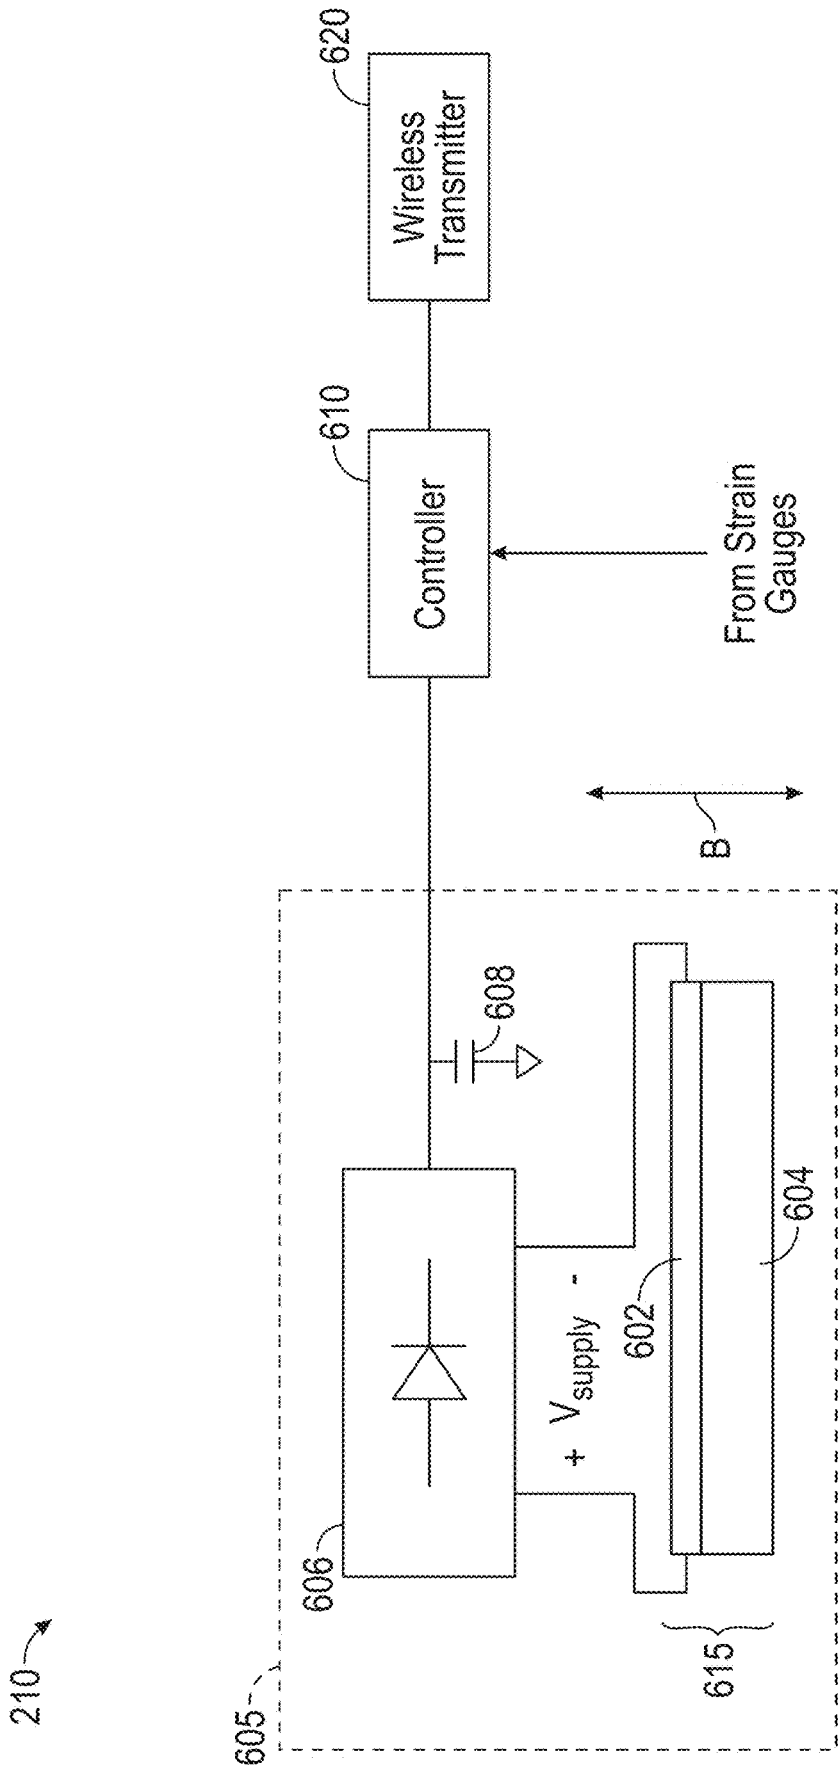 210
605
606
+ V_supply -
602
604
615
608
B
Controller
610
From Strain
Gauges
Wireless
Transmitter
620